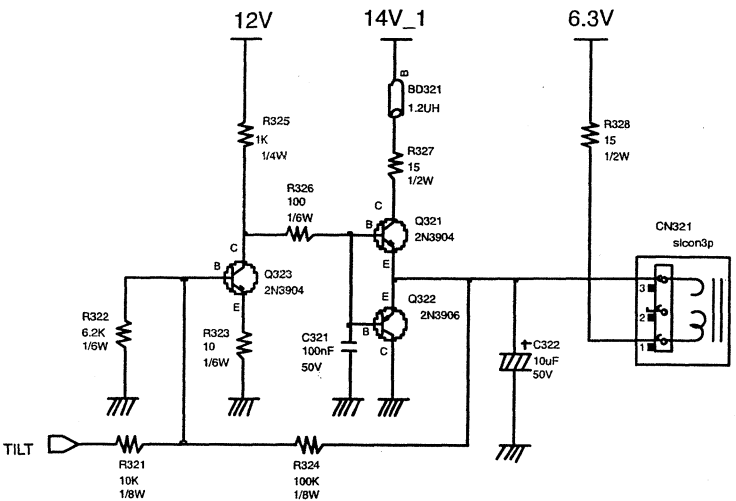 12V
14V_1
6.3V
B
BD321
1.2UH
R325
1K
1/4W
R327
15
1/2W
R328
15
1/2W
R326
100
1/6W
C
B
Q321
2N3904
E
CN321
slcon3p
C
B
Q323
2N3904
E
E
Q322
2N3906
B
C
3
2
1
R322
6.2K
1/6W
R323
10
1/6W
C321
100nF
50V
+
C322
10uF
50V
TILT
R321
10K
1/8W
R324
100K
1/8W